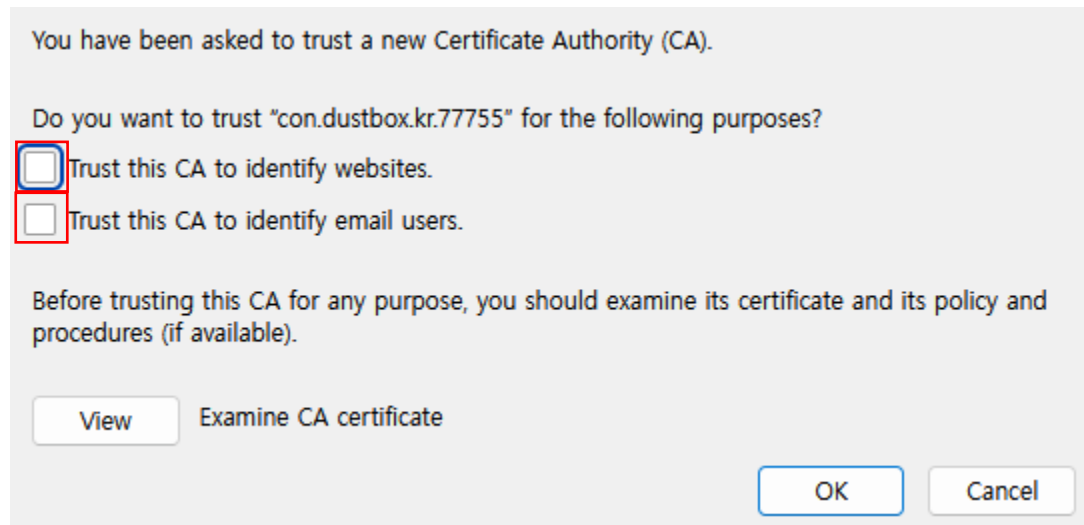 You have been asked to trust a new Certificate Authority (CA).
Do you want to trust “con.dustbox.kr.77755” for the following purposes?
Trust this CA to identify websites.
Trust this CA to identify email users.
Before trusting this CA for any purpose, you should examine its certificate and its policy and
procedures (if available).
View
Examine CA certificate
OK
Cancel